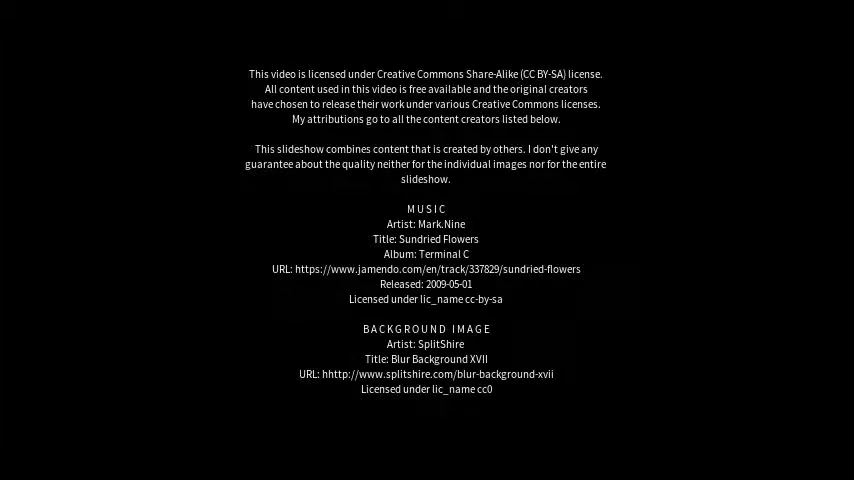 This video is licensed under Creative Commons Share-Alike (CC BY-SA) license.
All content used in this video is free available and the original creators
have chosen to release their work under various Creative Commons licenses.
My attributions go to all the content creators listed below.
This slideshow combines content that is created by others. I don't give any
guarantee about the quality neither for the individual images nor for the entire
slideshow.
MUSIC
Artist: Mark.Nine
Title: Sundried Flowers
Album: Terminal C
URL: https://www.jamendo.com/en/track/337829/sundried-flowers
Released: 2009-05-01
Licensed under lic_name cc-by-sa
BACKGROUND IMAGE
Artist: SplitShire
Title: Blur Background XVII
URL: hhttp://www.splitshire.com/blur-background-xvii
Licensed under lic_name cc0